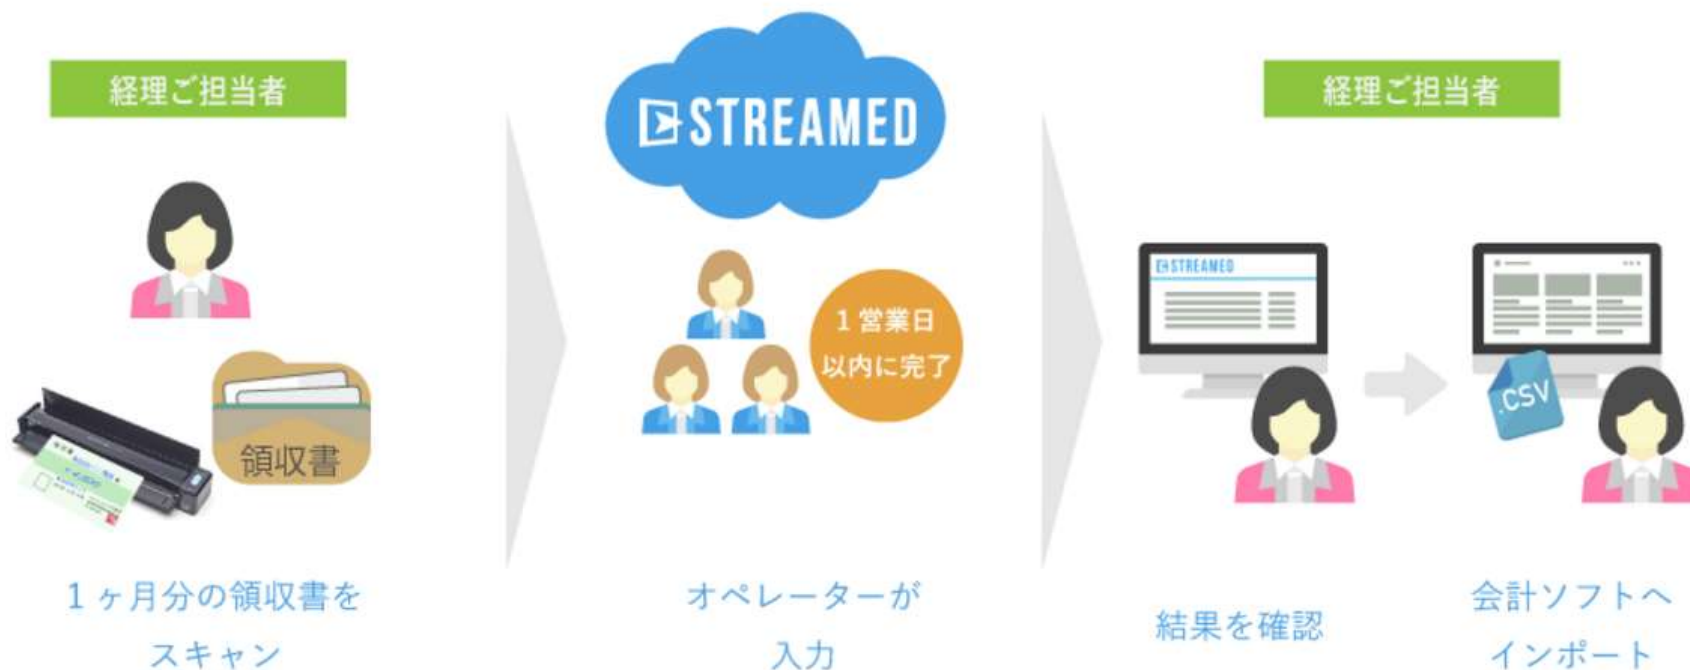 経理ご担当者
領収書
1ヶ月分の領収書を
スキャン
STREAMED
1営業日
以内に完了
オペレーターが
入力
経理ご担当者
STREAMED
結果を確認
.CSV
会計ソフトへ
インポート